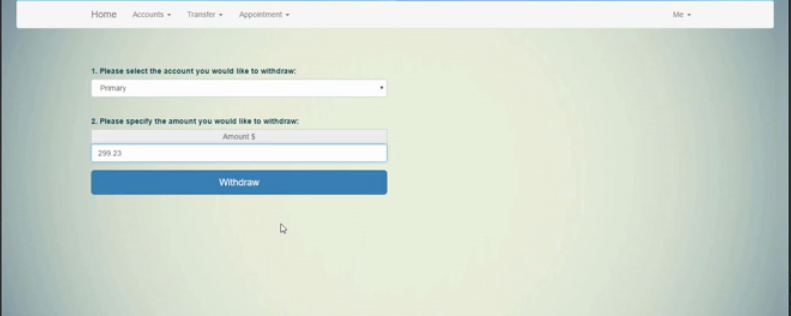 Home Accounts Transfer Appointment Me
1. Please select the account you would like to withdraw:
Primary
2. Please specify the amount you would like to withdraw:
Amount $
299.23
Withdraw